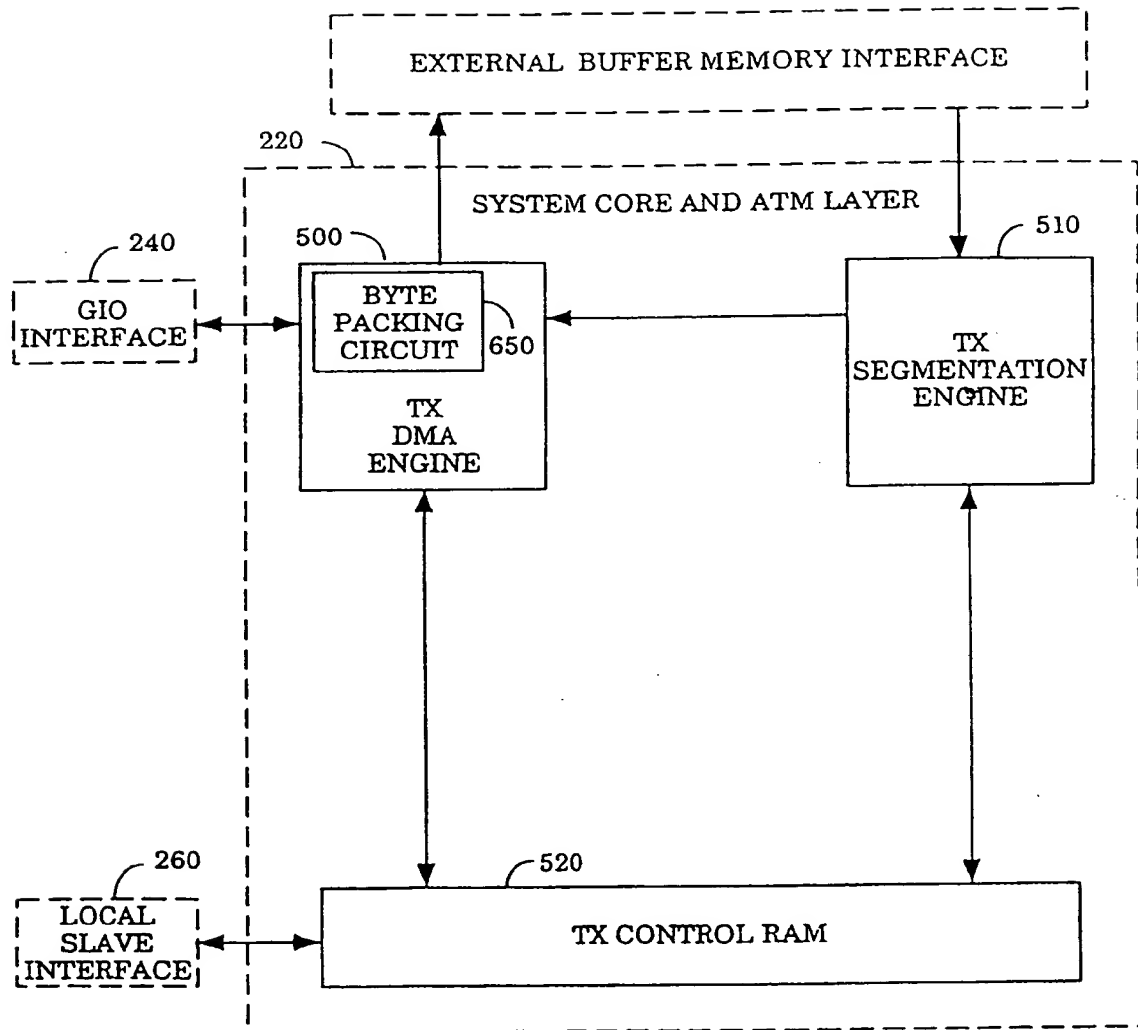 EXTERNAL BUFFER MEMORY INTERFACE
220
SYSTEM CORE AND ATM LAYER
240
GIO
INTERFACE
500
BYTE
PACKING
CIRCUIT
650
TX
DMA
ENGINE
510
TX
SEGMENTATION
ENGINE
260
LOCAL
SLAVE
INTERFACE
520
TX CONTROL RAM